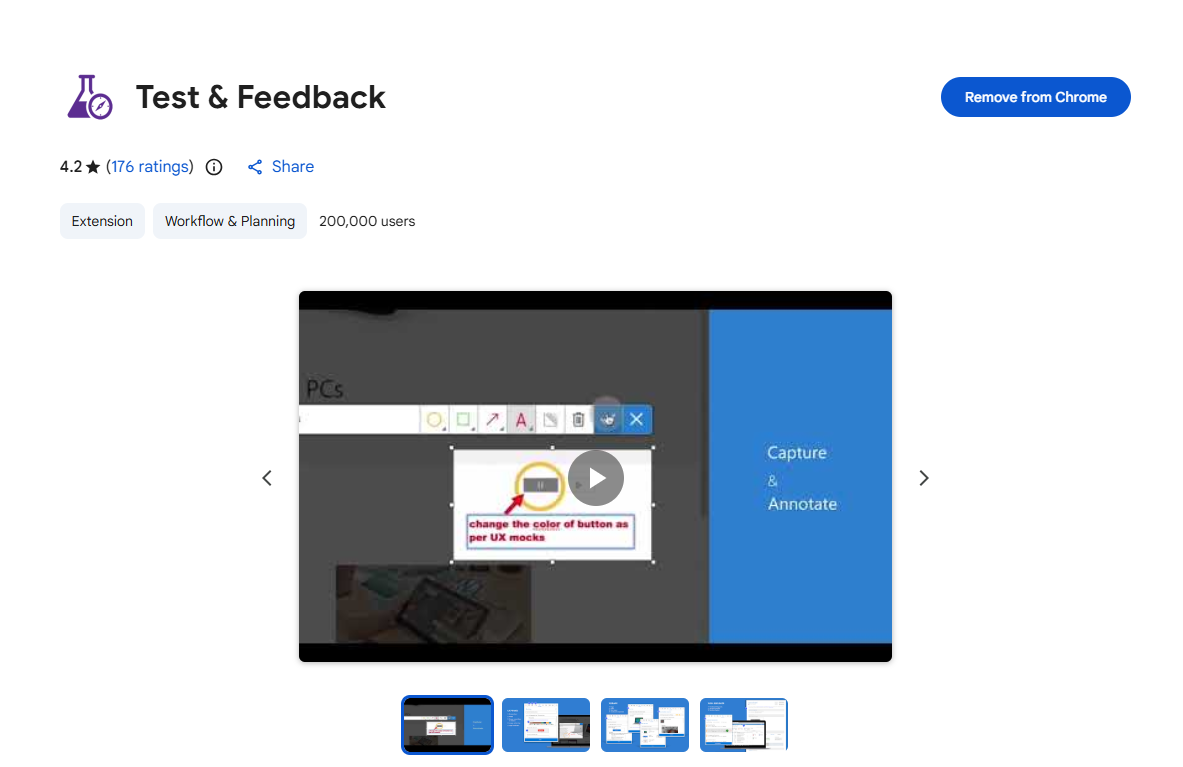 Test & Feedback
Remove from Chrome
4.2 ★ (176 ratings)
Share
Extension
Workflow & Planning
200,000 users
PCs
A
Capture
&
Annotate
change the color of button as
per UX mocks